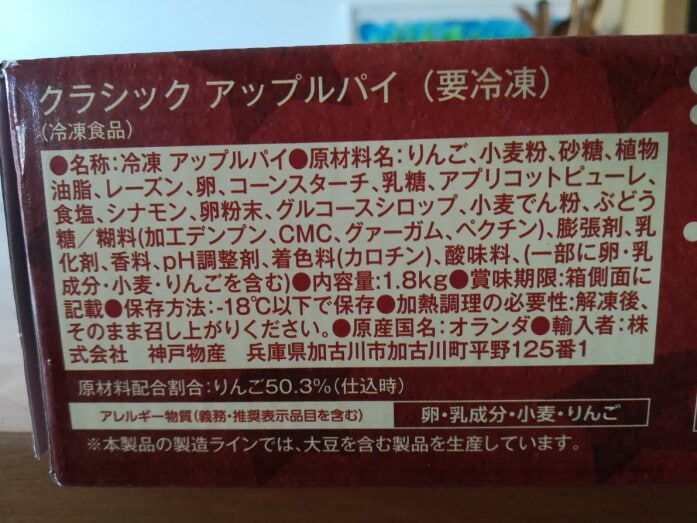 クラシック アップルパイ（要冷凍）
（冷凍食品）
●名称：冷凍 アップルパイ●原材料名：りんご、小麦粉、砂糖、植物
油脂、レーズン、卵、コーンスターチ、乳糖、アプリコットピューレ、
食塩、シナモン、卵粉末、グルコースシロップ、小麦でん粉、ぶどう
糖／糊料(加工デンプン、CMC、グァーガム、ペクチン)、膨張剤、乳
化剤、香料、pH調整剤、着色料(カロチン)、酸味料、(一部に卵・乳
成分・小麦・りんごを含む)●内容量：1.8kg●賞味期限：箱側面に
記載●保存方法：-18℃以下で保存●加熱調理の必要性：解凍後、
そのまま召し上がりください。●原産国名：オランダ●輸入者：株
式会社　神戸物産　兵庫県加古川市加古川町平野125番1
原材料配合割合：りんご50.3%（仕込時）
アレルギー物質（義務・推奨表示品目を含む） 卵・乳成分・小麦・りんご
※本製品の製造ラインでは、大豆を含む製品を生産しています。